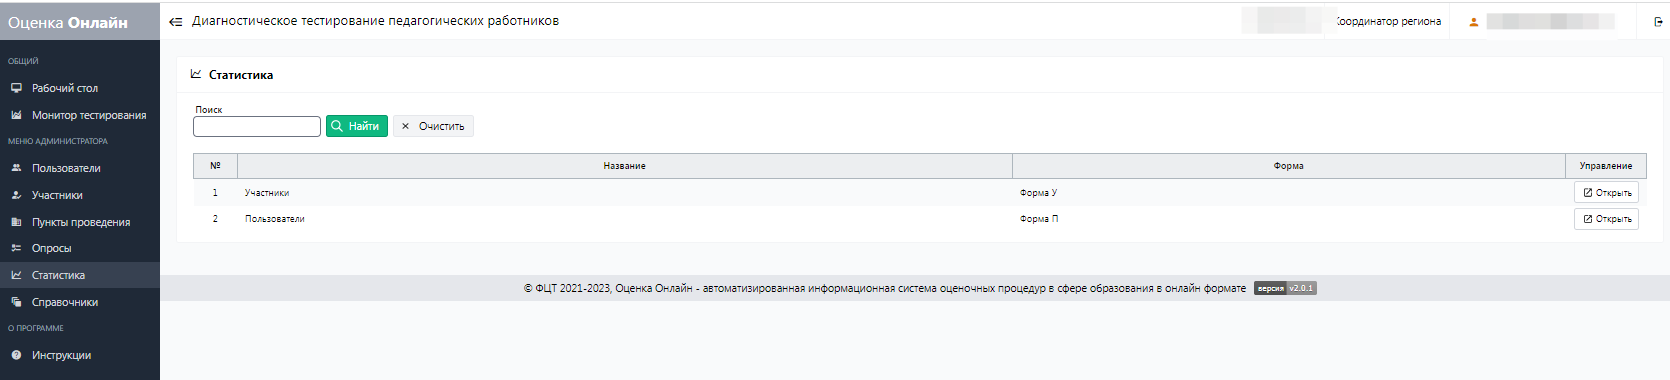 Оценка Онлайн
Диагностическое тестирование педагогических работников
Координатор региона
ОБЩИЙ
Рабочий стол
Монитор тестирования
МЕНЮ АДМИНИСТРАТОРА
Пользователи
Участники
Пункты проведения
Опросы
Статистика
Справочники
О ПРОГРАММЕ
Инструкции
Статистика
Поиск
Найти
Очистить
№ Название Форма Управление
1 Участники Форма У Открыть
2 Пользователи Форма П Открыть
© ФЦТ 2021-2023, Оценка Онлайн - автоматизированная информационная система оценочных процедур в сфере образования в онлайн формате версия v2.0.1